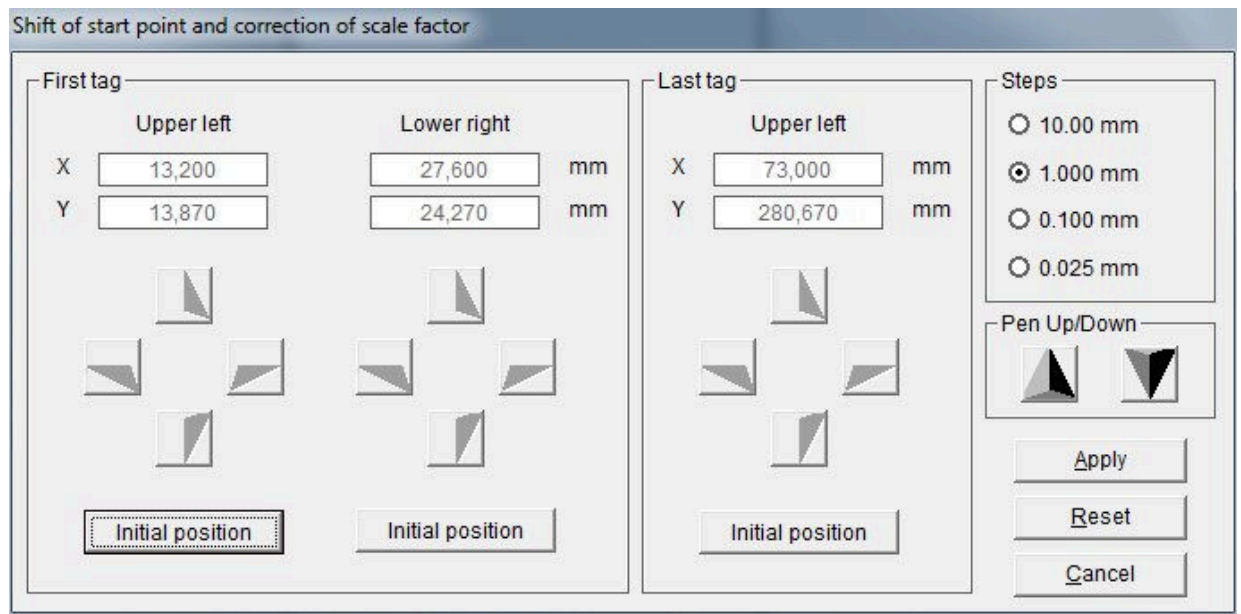 Shift of start point and correction of scale factor
First tag
Upper left
Lower right
X
13,200
27,600
mm
Y
13,870
24,270
mm
Initial position
Initial position
Last tag
Upper left
X
73,000
mm
Y
280,670
mm
Initial position
Steps
10.00 mm
1.000 mm
0.100 mm
0.025 mm
Pen Up/Down
Apply
Reset
Cancel